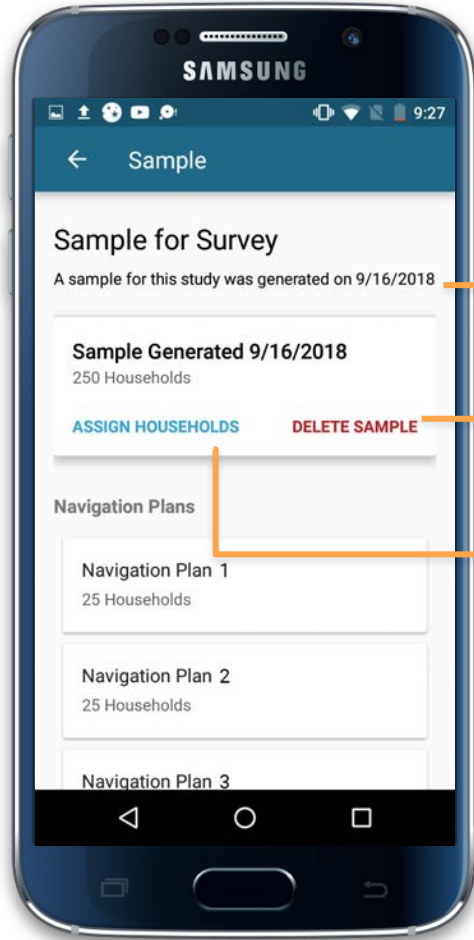 SAMSUNG
9:27
Sample
Sample for Survey
A sample for this study was generated on 9/16/2018
Sample Generated 9/16/2018
250 Households
ASSIGN HOUSEHOLDS DELETE SAMPLE
Navigation Plans
Navigation Plan 1
25 Households
Navigation Plan 2
25 Households
Navigation Plan 3